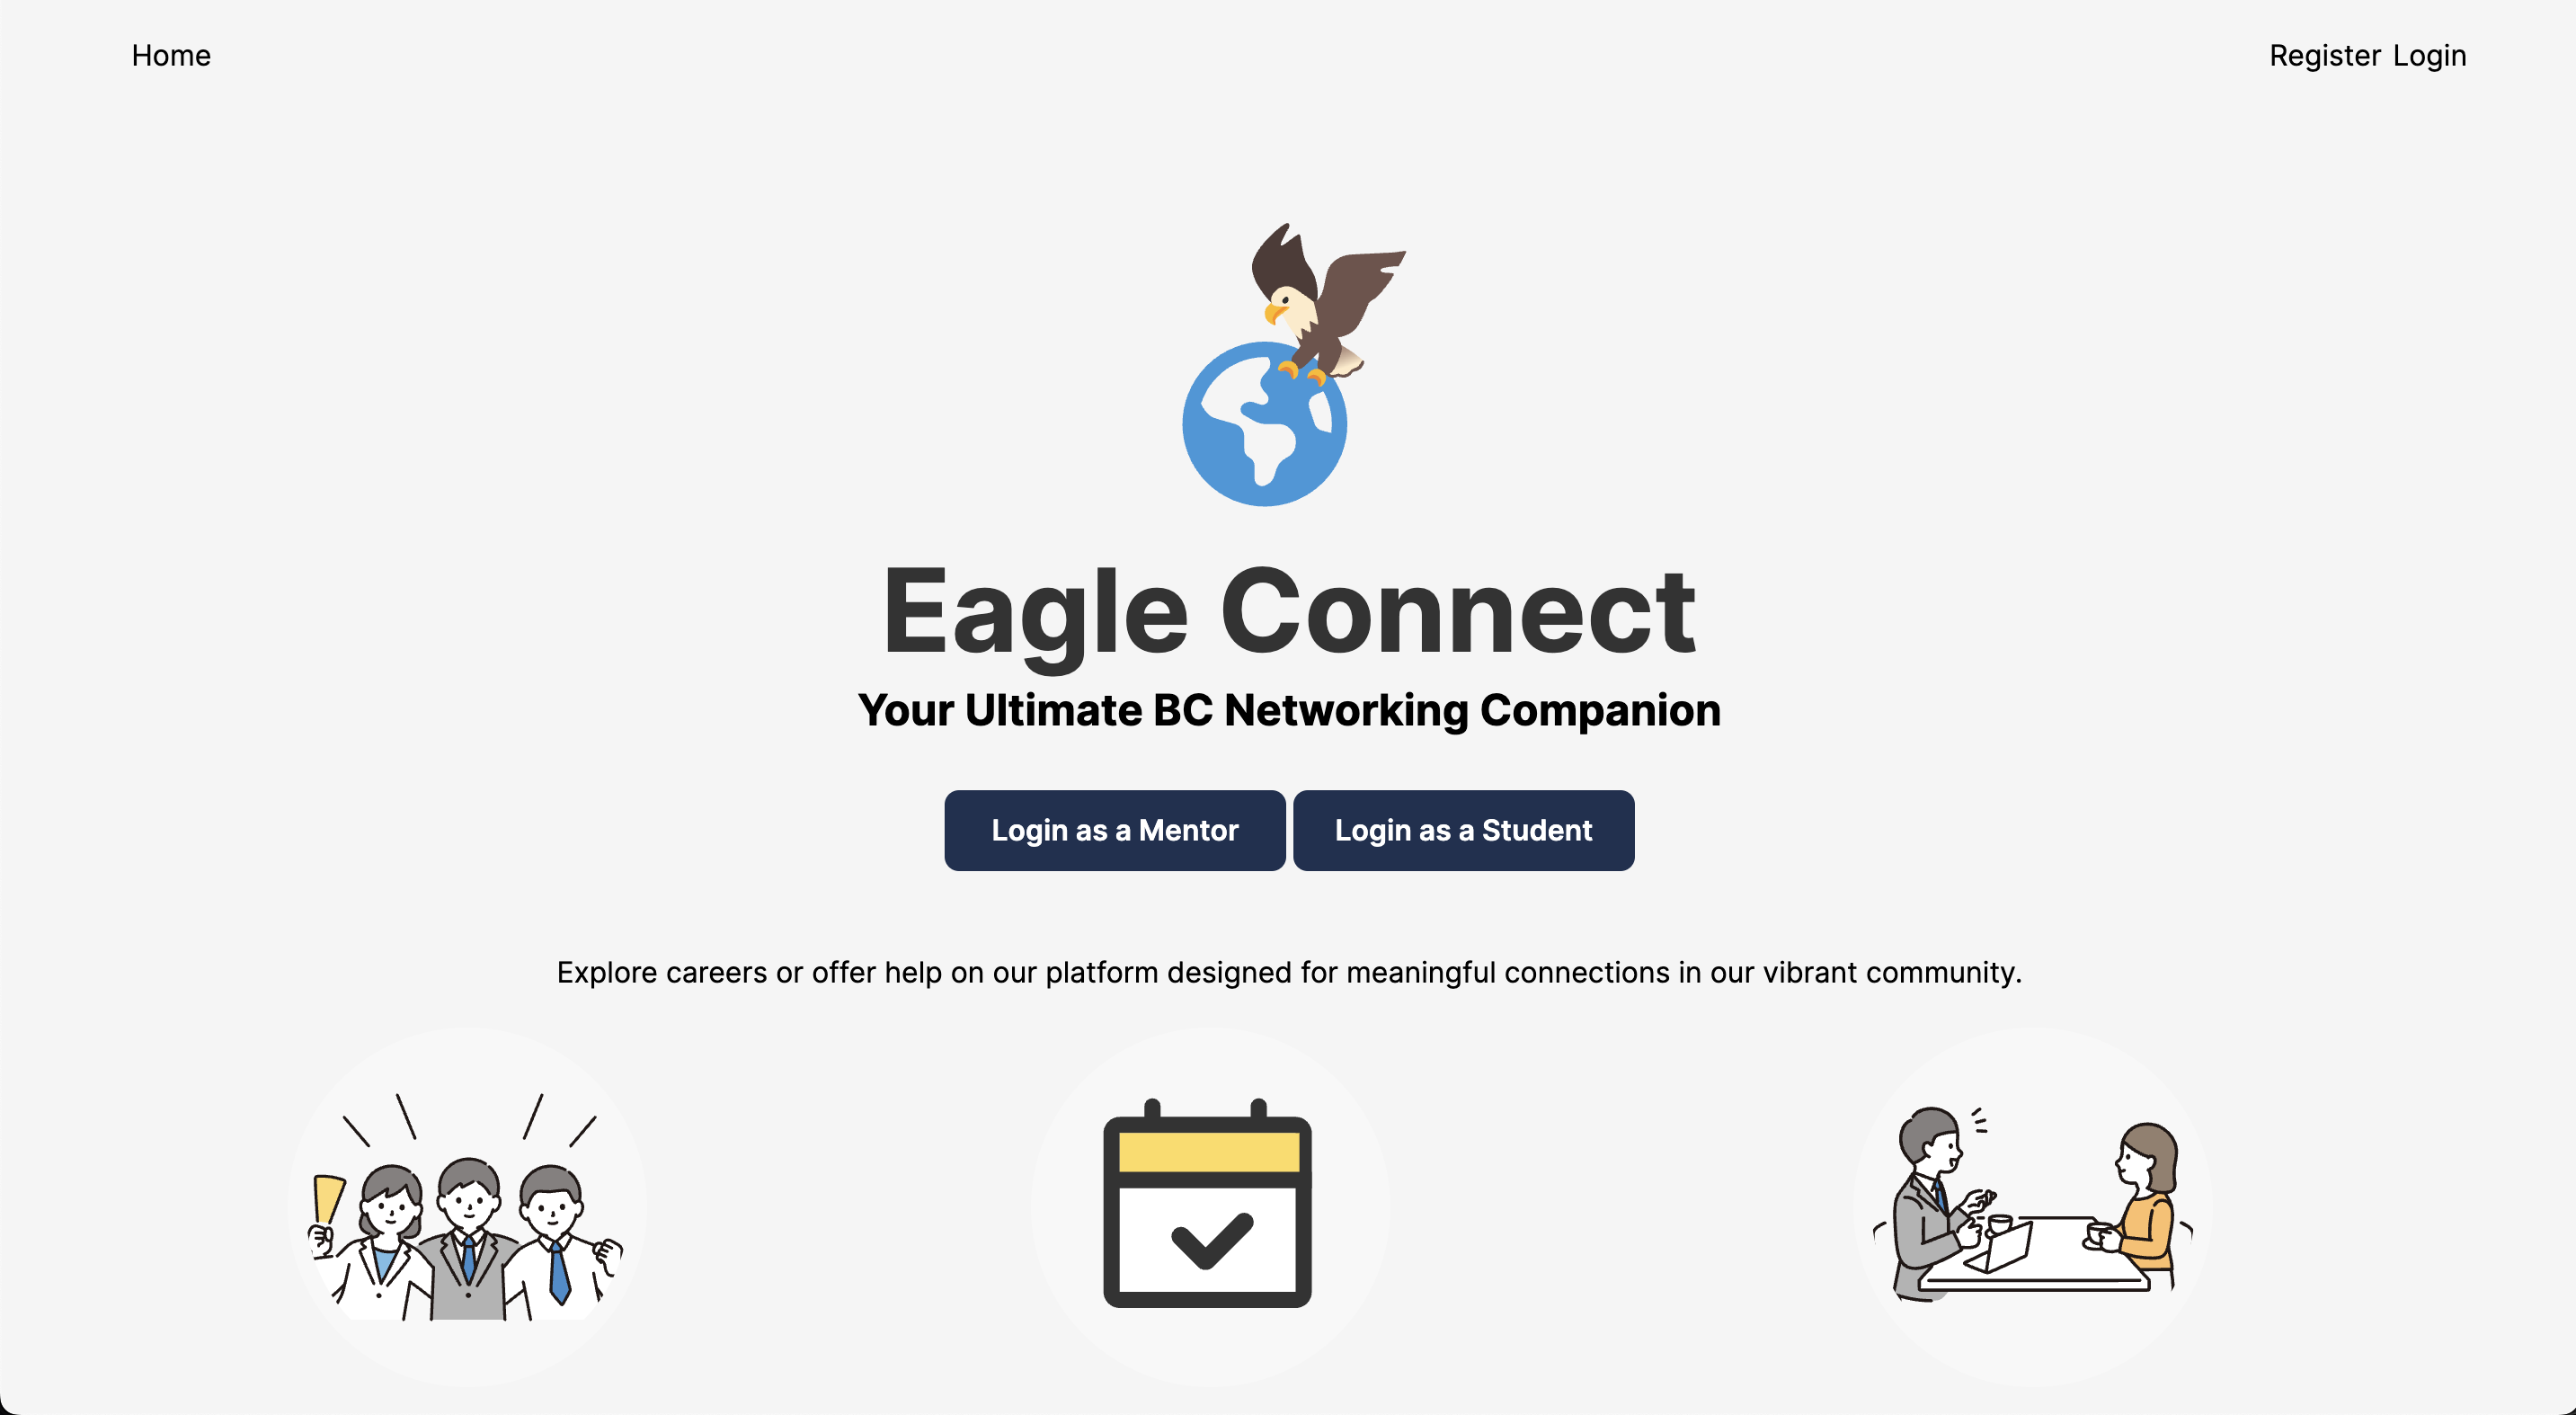 Home
Register Login
Eagle Connect
Your Ultimate BC Networking Companion
Login as a Mentor
Login as a Student
Explore careers or offer help on our platform designed for meaningful connections in our vibrant community.